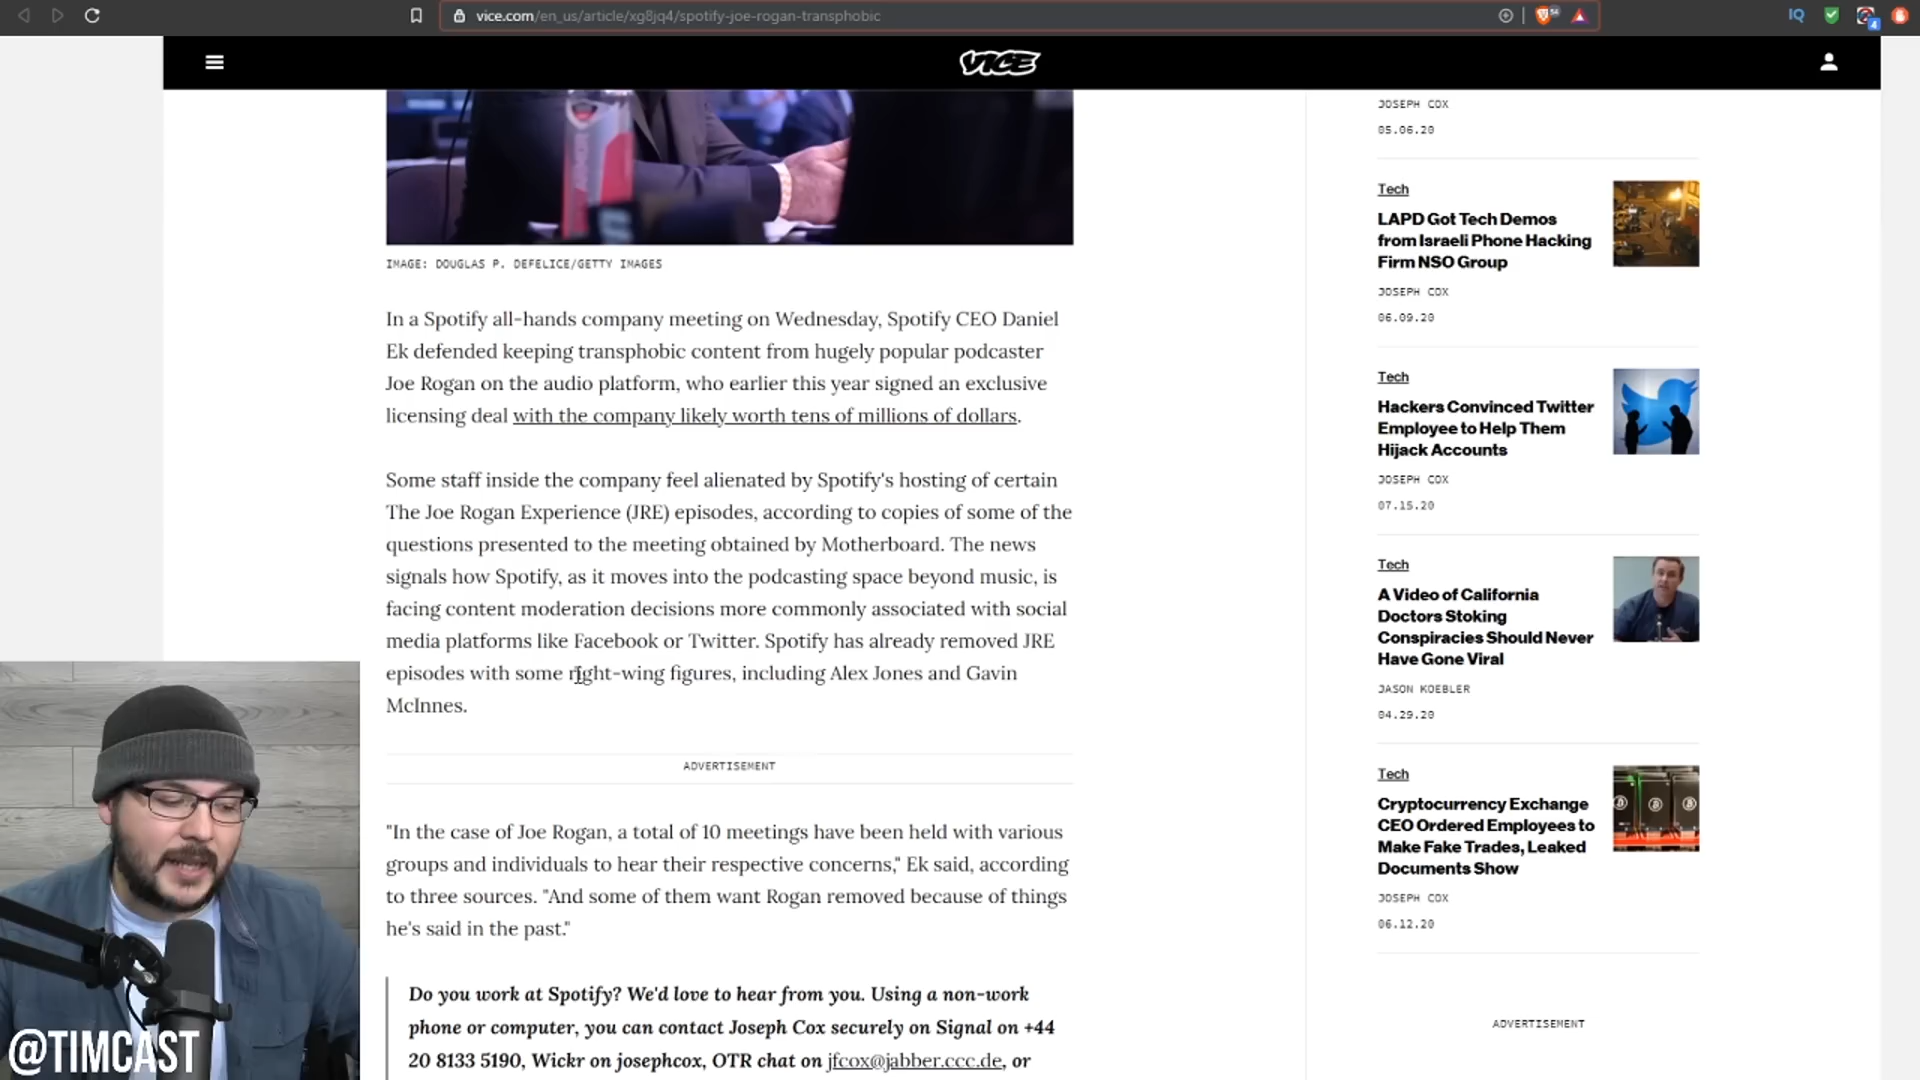 vice.com/en_us/article/xg8jq4/spotify-joe-rogan-transphobic
IQ
4
VICE
IMAGE: DOUGLAS P. DEFELICE/GETTY IMAGES
In a Spotify all-hands company meeting on Wednesday, Spotify CEO Daniel
Ek defended keeping transphobic content from hugely popular podcaster
Joe Rogan on the audio platform, who earlier this year signed an exclusive
licensing deal with the company likely worth tens of millions of dollars.
Some staff inside the company feel alienated by Spotify's hosting of certain
The Joe Rogan Experience (JRE) episodes, according to copies of some of the
questions presented to the meeting obtained by Motherboard. The news
signals how Spotify, as it moves into the podcasting space beyond music, is
facing content moderation decisions more commonly associated with social
media platforms like Facebook or Twitter. Spotify has already removed JRE
episodes with some right-wing figures, including Alex Jones and Gavin
McInnes.
ADVERTISEMENT
"In the case of Joe Rogan, a total of 10 meetings have been held with various
groups and individuals to hear their respective concerns," Ek said, according
to three sources. "And some of them want Rogan removed because of things
he's said in the past."
Do you work at Spotify? We'd love to hear from you. Using a non-work
phone or computer, you can contact Joseph Cox securely on Signal on +44
20 8133 5190, Wickr on josephcox, OTR chat on jfcox@jabber.ccc.de, or
JOSEPH COX
05.06.20
Tech
LAPD Got Tech Demos
from Israeli Phone Hacking
Firm NSO Group
JOSEPH COX
06.09.20
Tech
Hackers Convinced Twitter
Employee to Help Them
Hijack Accounts
JOSEPH COX
07.15.20
Tech
A Video of California
Doctors Stoking
Conspiracies Should Never
Have Gone Viral
JASON KOEBLER
04.29.20
Tech
Cryptocurrency Exchange
CEO Ordered Employees to
Make Fake Trades, Leaked
Documents Show
JOSEPH COX
06.12.20
ADVERTISEMENT
@TIMCAST